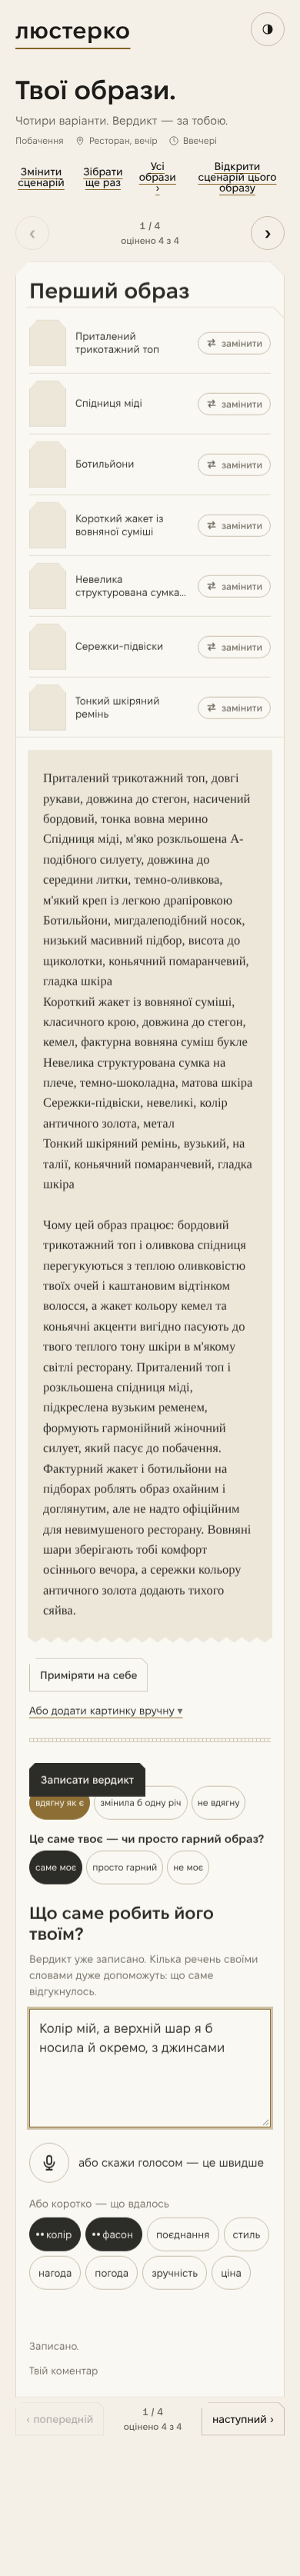 люстерко
Твої образи.
Чотири варіанти. Вердикт — за тобою.
Побачення Ресторан, вечір Ввечері
Змінити
сценарій
Зібрати
ще раз
Усі
образи
›
Відкрити
сценарій цього
образу
‹
1 / 4
оцінено 4 з 4
›
Перший образ
Приталений
трикотажний топ
⇄ замінити
Спідниця міді
⇄ замінити
Ботильйони
⇄ замінити
Короткий жакет із
вовняної суміші
⇄ замінити
Невелика
структурована сумка…
⇄ замінити
Сережки-підвіски
⇄ замінити
Тонкий шкіряний
ремінь
⇄ замінити
Приталений трикотажний топ, довгі
рукави, довжина до стегон, насичений
бордовий, тонка вовна мерино
Спідниця міді, м'яко розкльошена А-
подібного силуету, довжина до
середини литки, темно-оливкова,
м'який креп із легкою драпіровкою
Ботильйони, мигдалеподібний носок,
низький масивний підбор, висота до
щиколотки, коньячний помаранчевий,
гладка шкіра
Короткий жакет із вовняної суміші,
класичного крою, довжина до стегон,
кемел, фактурна вовняна суміш букле
Невелика структурована сумка на
плече, темно-шоколадна, матова шкіра
Сережки-підвіски, невеликі, колір
античного золота, метал
Тонкий шкіряний ремінь, вузький, на
талії, коньячний помаранчевий, гладка
шкіра
Чому цей образ працює: бордовий
трикотажний топ і оливкова спідниця
перегукуються з теплою оливковістю
твоїх очей і каштановим відтінком
волосся, а жакет кольору кемел та
коньячні акценти вигідно пасують до
твого теплого тону шкіри в м'якому
світлі ресторану. Приталений топ і
розкльошена спідниця міді,
підкреслена вузьким ременем,
формують гармонійний жіночний
силует, який пасує до побачення.
Фактурний жакет і ботильйони на
підборах роблять образ охайним і
доглянутим, але не надто офіційним
для невимушеного ресторану. Вовняні
шари зберігають тобі комфорт
осіннього вечора, а сережки кольору
античного золота додають тихого
сяйва.
Приміряти на себе
Або додати картинку вручну ▾
Записати вердикт
вдягну як є змінила б одну річ не вдягну
Це саме твоє — чи просто гарний образ?
саме моє просто гарний не моє
Що саме робить його
твоїм?
Вердикт уже записано. Кілька речень своїми
словами дуже допоможуть: що саме
відгукнулось.
Колір мій, а верхній шар я б
носила й окремо, з джинсами
або скажи голосом — це швидше
Або коротко — що вдалось
колір фасон поєднання стиль
нагода погода зручність ціна
Записано.
Твій коментар
‹ попередній
1 / 4
оцінено 4 з 4
наступний ›